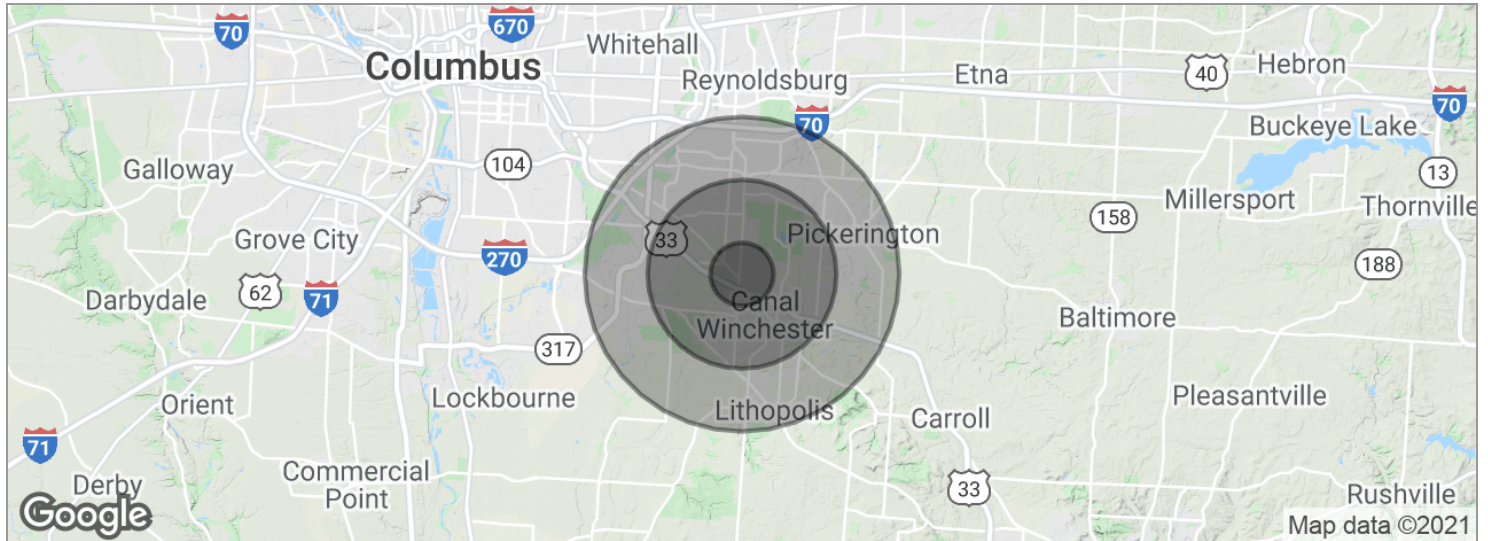 670
70
Whitehall
Columbus
Reynoldsburg
Etna
40
Hebron
70
70
Buckeye Lake
Galloway
104
13
Millersport
Thornville
158
Grove City
33
Pickerington
270
188
62
71
Darbydale
Canal
Winchester
Baltimore
317
Orient
Lockbourne
Lithopolis
Carroll
Pleasantville
71
Commercial
Point
Derby
33
Rushville
Google
Map data ©2021